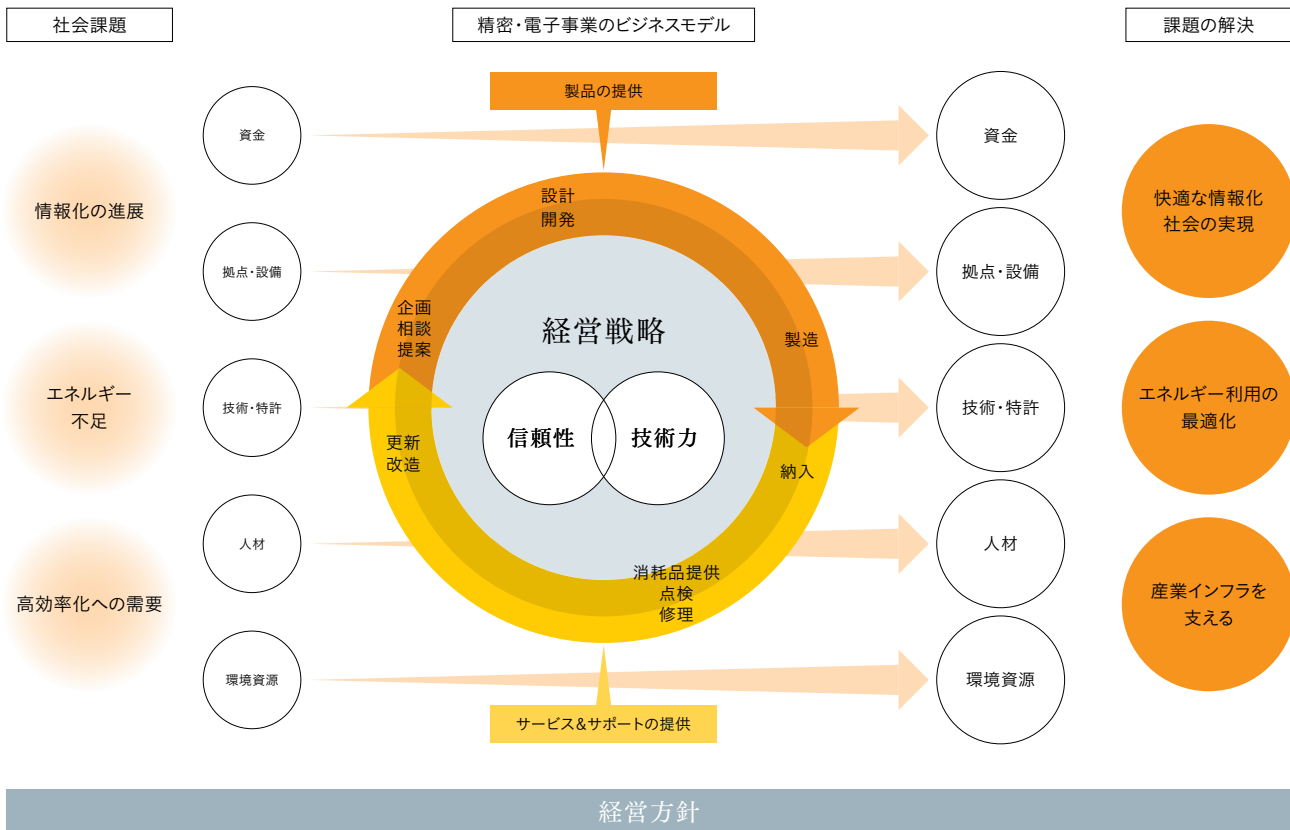 社会課題
精密・電子事業のビジネスモデル
課題の解決
情報化の進展
エネルギー
不足
高効率化への需要
資金
拠点・設備
技術・特許
人材
環境資源
製品の提供
設計
開発
企画
相談
提案
製造
経営戦略
信頼性
技術力
更新
改造
納入
消耗品提供
点検
修理
サービス&サポートの提供
資金
拠点・設備
技術・特許
人材
環境資源
快適な情報化
社会の実現
エネルギー利用の
最適化
産業インフラを
支える
経営方針